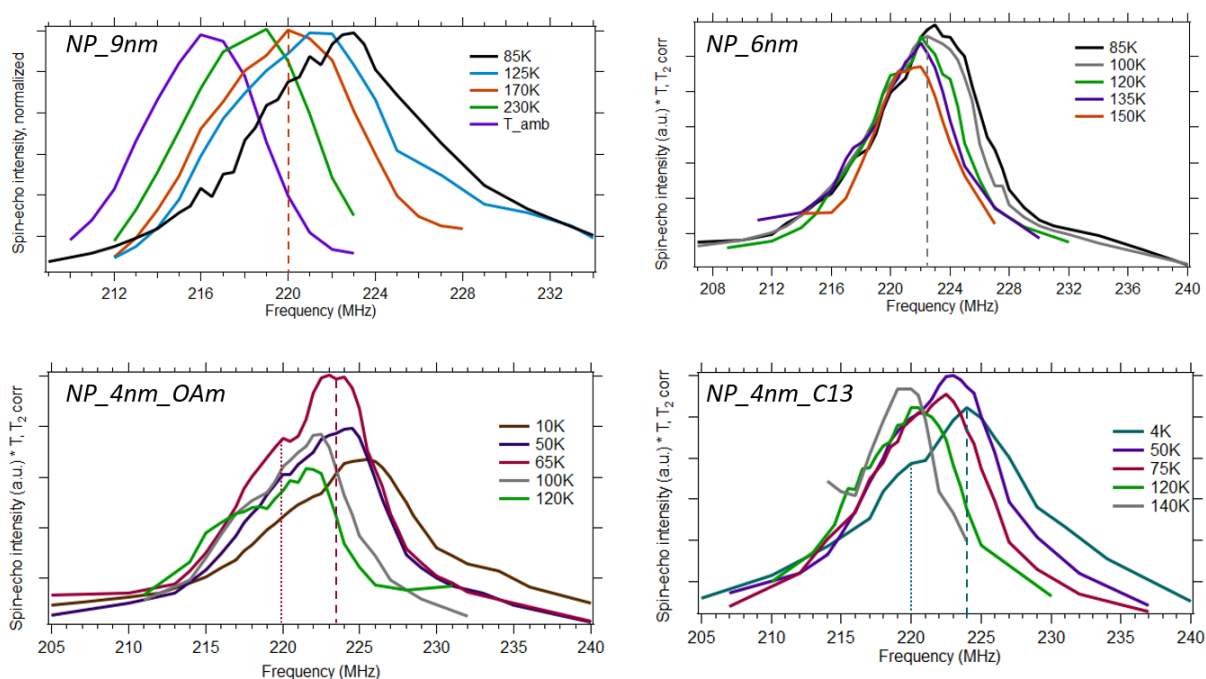 NP_9nm
Spin-echo intensity, normalized
85K
125K
170K
230K
T_amb
212 216 220 224 228 232
Frequency (MHz)
NP_6nm
Spin-echo intensity (a.u.) * T, T₂ corr
85K
100K
120K
135K
150K
208 212 216 220 224 228 232 236 240
Frequency (MHz)
NP_4nm_OAm
Spin-echo intensity (a.u.) * T, T₂ corr
10K
50K
65K
100K
120K
205 210 215 220 225 230 235 240
Frequency (MHz)
NP_4nm_C13
Spin-echo intensity (a.u.) * T, T₂ corr
4K
50K
75K
120K
140K
205 210 215 220 225 230 235 240
Frequency (MHz)